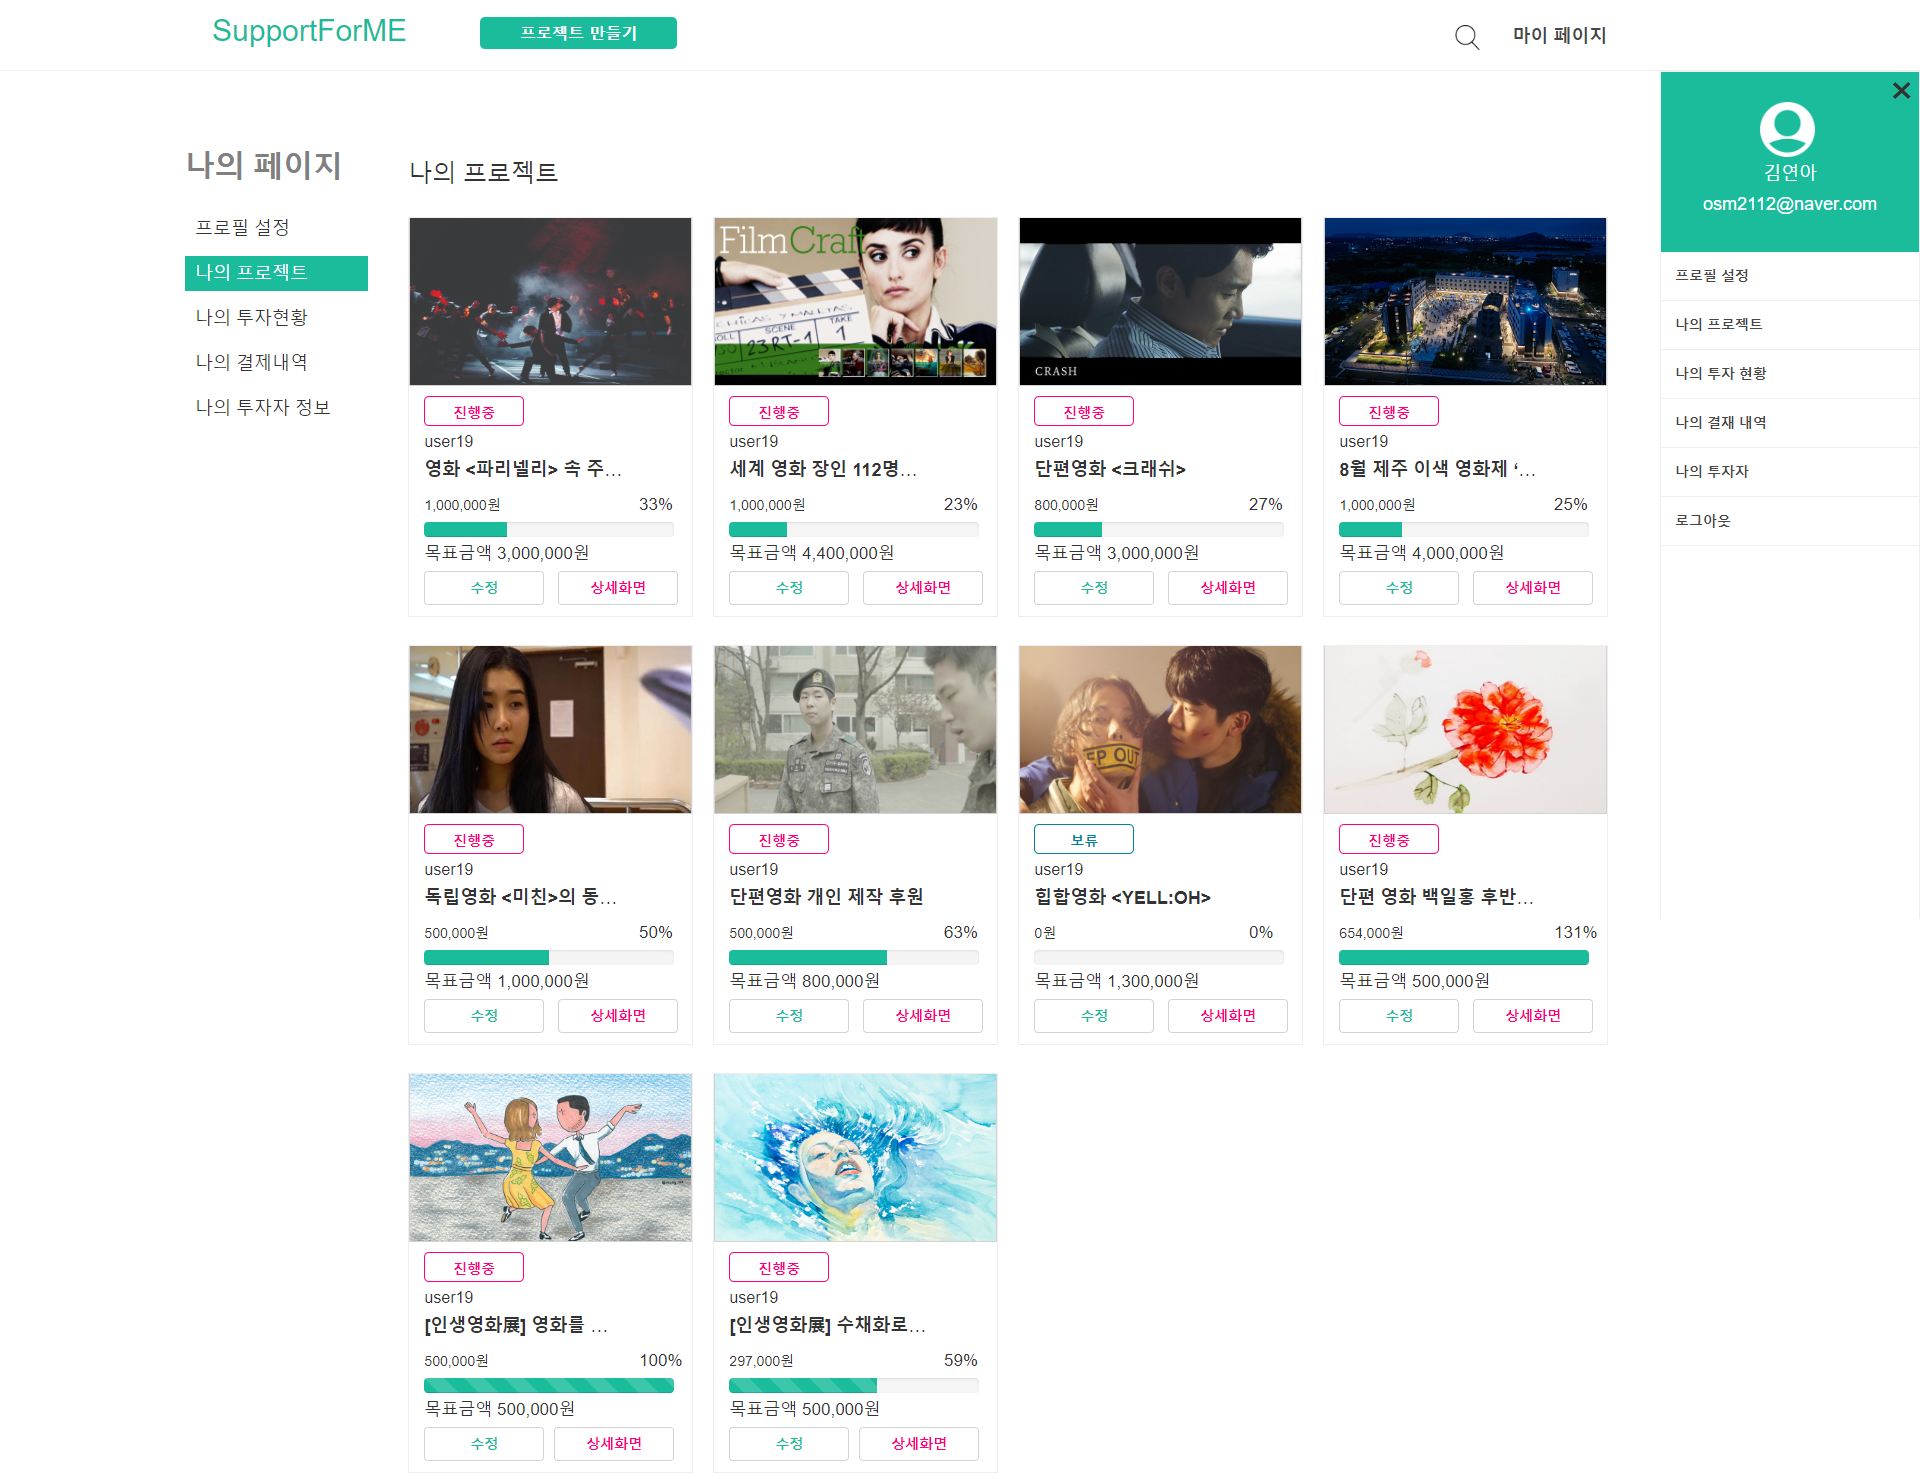 SupportForME
프로젝트 만들기
마이 페이지
김연아
osm2112@naver.com
프로필 설정
나의 프로젝트
나의 투자 현황
나의 결재 내역
나의 투자자
로그아웃
나의 페이지
프로필 설정
나의 프로젝트
나의 투자현황
나의 결제내역
나의 투자자 정보
나의 프로젝트
진행중
user19
영화 <파리넬리> 속 주...
1,000,000원 33%
목표금액 3,000,000원
수정 상세화면
FilmCraft
CHICAS Y MALETAS
SCENE TAKE
23 RT-1 1
진행중
user19
세계 영화 장인 112명...
1,000,000원 23%
목표금액 4,400,000원
수정 상세화면
CRASH
진행중
user19
단편영화 <크래쉬>
800,000원 27%
목표금액 3,000,000원
수정 상세화면
진행중
user19
8월 제주 이색 영화제 ‘...
1,000,000원 25%
목표금액 4,000,000원
수정 상세화면
진행중
user19
독립영화 <미친>의 동...
500,000원 50%
목표금액 1,000,000원
수정 상세화면
진행중
user19
단편영화 개인 제작 후원
500,000원 63%
목표금액 800,000원
수정 상세화면
EP OUT
보류
user19
힙합영화 <YELL:OH>
0원 0%
목표금액 1,300,000원
수정 상세화면
진행중
user19
단편 영화 백일홍 후반...
654,000원 131%
목표금액 500,000원
수정 상세화면
진행중
user19
[인생영화展] 영화를 ...
500,000원 100%
목표금액 500,000원
수정 상세화면
진행중
user19
[인생영화展] 수채화로...
297,000원 59%
목표금액 500,000원
수정 상세화면